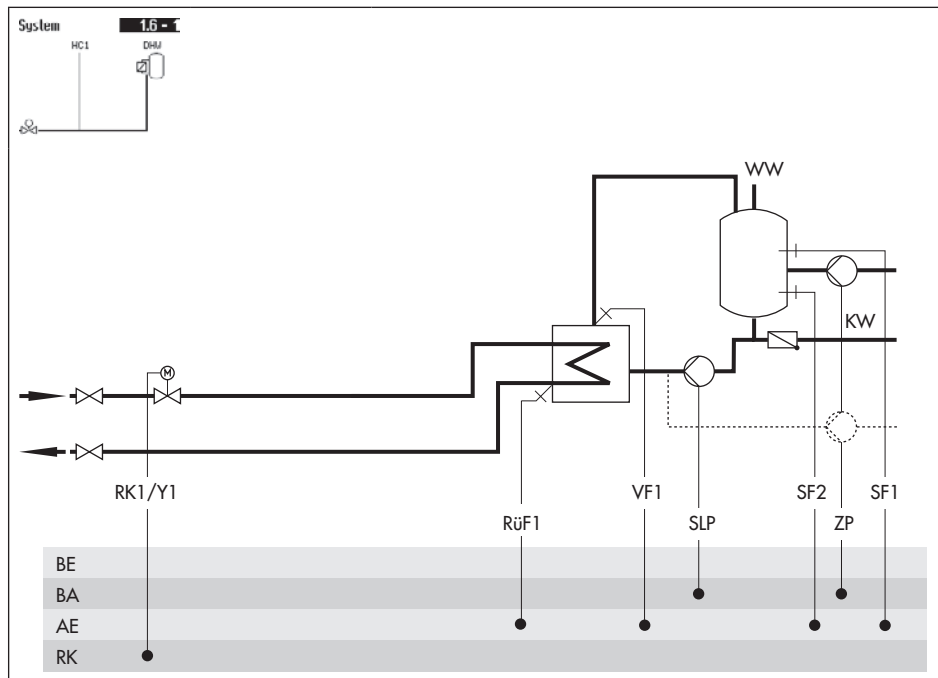 System 1.6 - 1
HC1 DHW
WW
KW
M
RK1/Y1 VF1 SF2 SF1
RüF1 SLP ZP
BE
BA
AE
RK